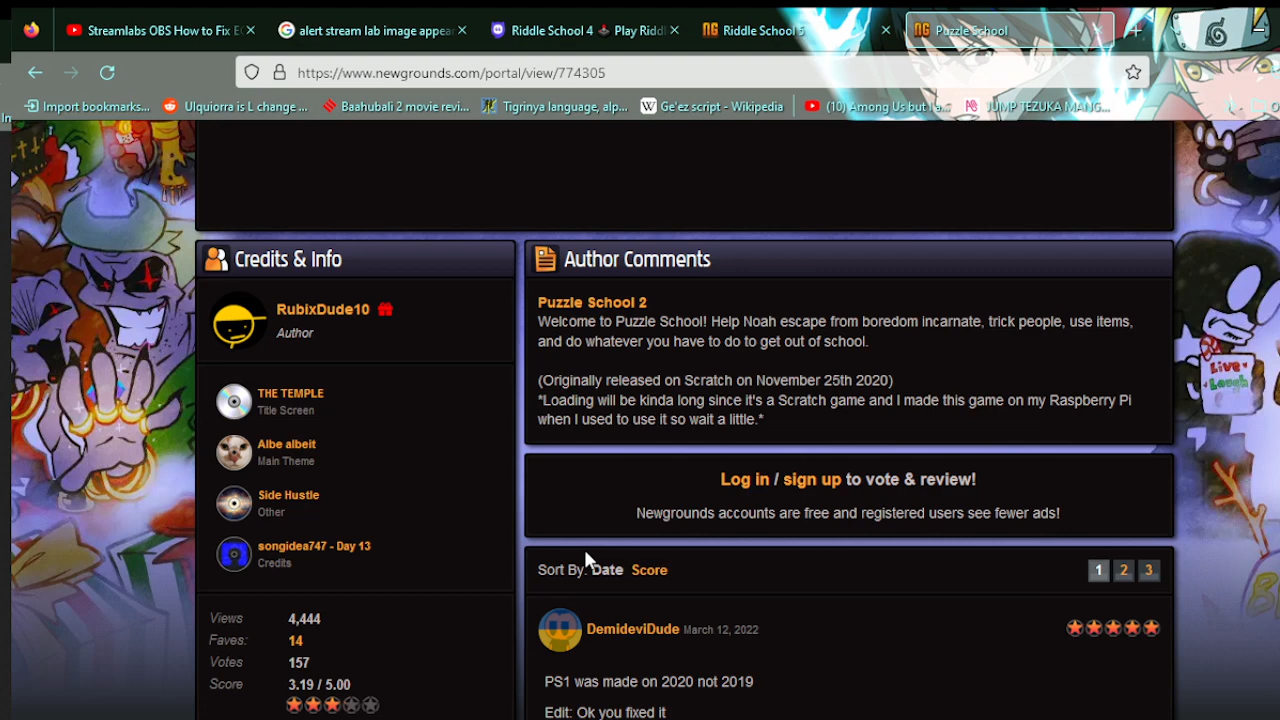 Streamlabs OBS How to Fix
alert stream lab image appear
Riddle School 4
Play Riddl
NG Riddle School 5
NG Puzzle School
https://www.newgrounds.com/portal/view/774305
Import bookmarks...
Ulquiorra is L change ...
Baahubali 2 movie revi...
Tigrinya language, alp...
W Ge'ez script - Wikipedia
(10) Among Us but I a...
JUMP TEZUKA MANG...
Credits & Info
RubixDude10
Author
THE TEMPLE
Title Screen
Albe albeit
Main Theme
Side Hustle
Other
songidea747 - Day 13
Credits
Views 4,444
Faves: 14
Votes 157
Score 3.19 / 5.00
Author Comments
Puzzle School 2
Welcome to Puzzle School! Help Noah escape from boredom incarnate, trick people, use items,
and do whatever you have to do to get out of school.
(Originally released on Scratch on November 25th 2020)
*Loading will be kinda long since it's a Scratch game and I made this game on my Raspberry Pi
when I used to use it so wait a little.*
Log in / sign up to vote & review!
Newgrounds accounts are free and registered users see fewer ads!
Sort By: Date Score
1 2 3
DemideviDude March 12, 2022
PS1 was made on 2020 not 2019
Edit: Ok you fixed it
Live
Laugh